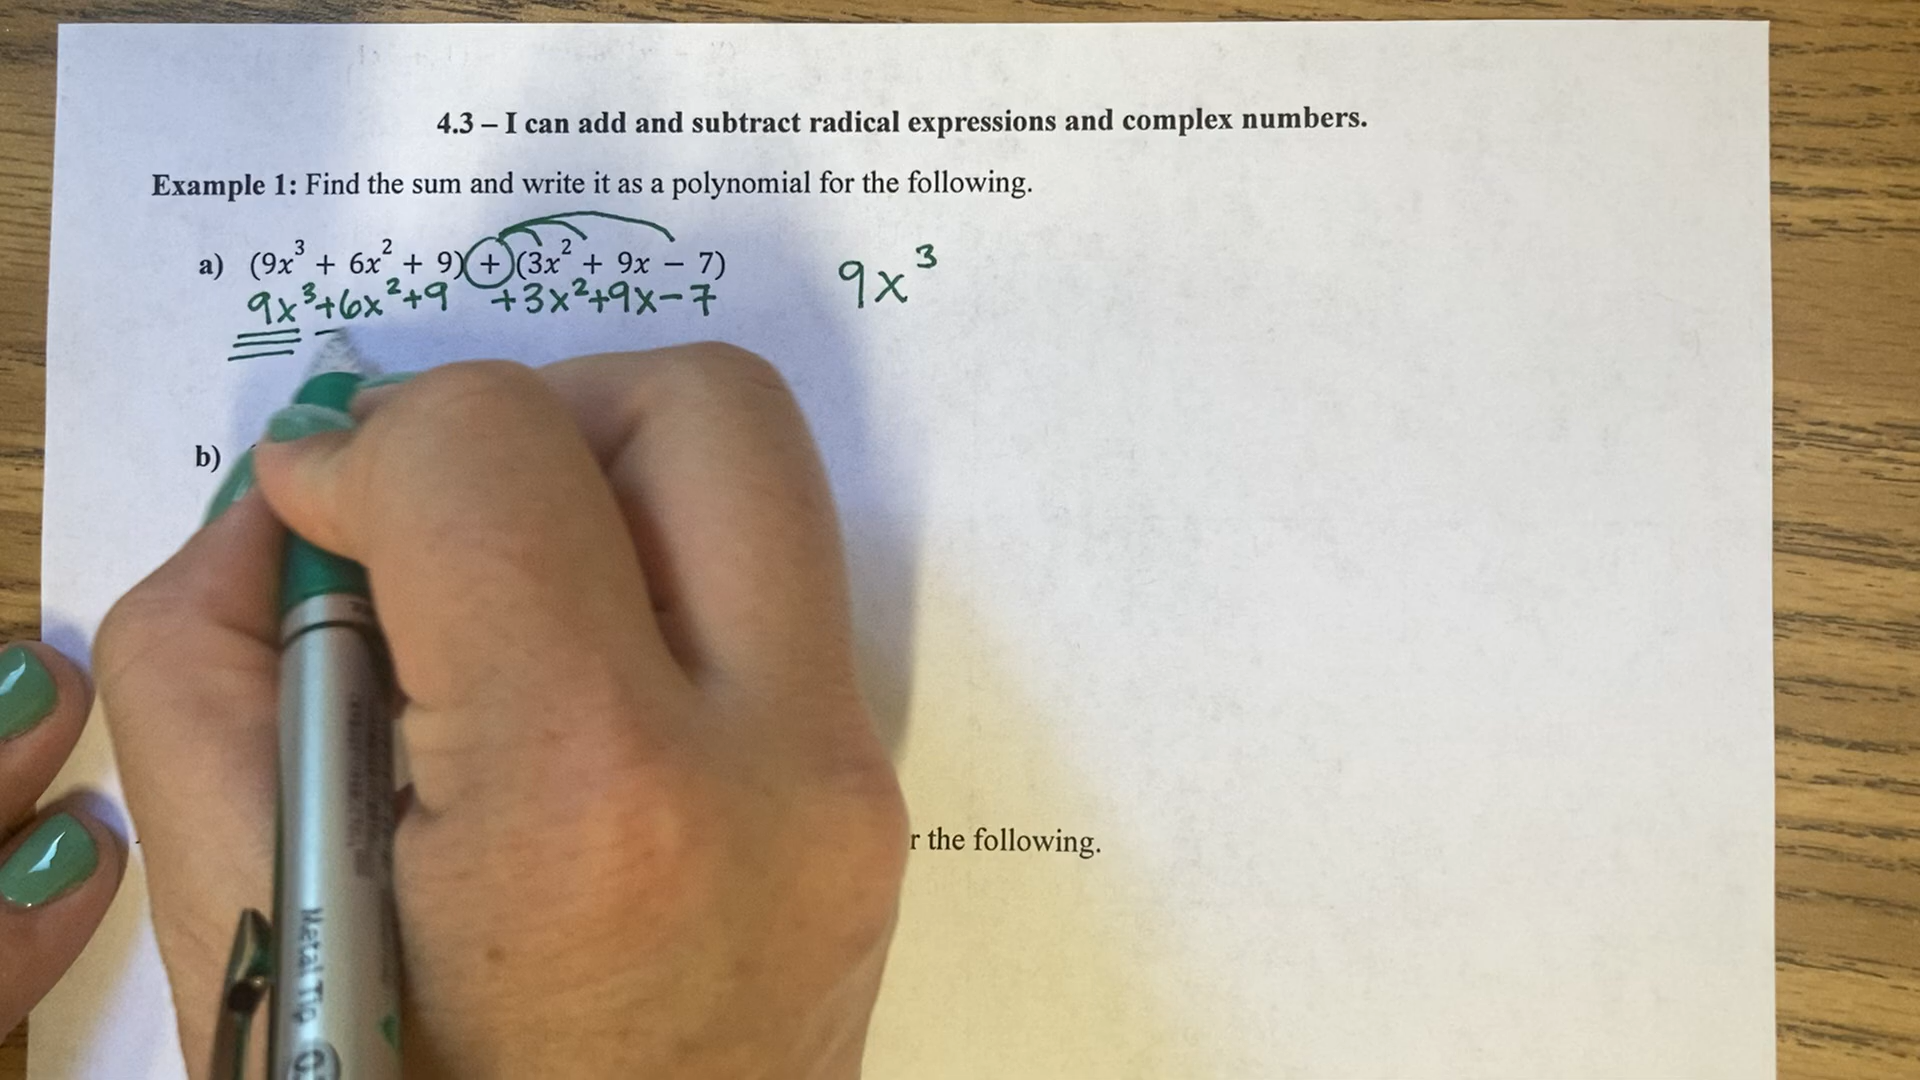 4.3 – I can add and subtract radical expressions and complex numbers.
Example 1: Find the sum and write it as a polynomial for the following.
a) (9x³ + 6x² + 9) + (3x² + 9x − 7)
9x³+6x²+9 +3x²+9x−7
9x³
b)
r the following.
Metal Tip 0